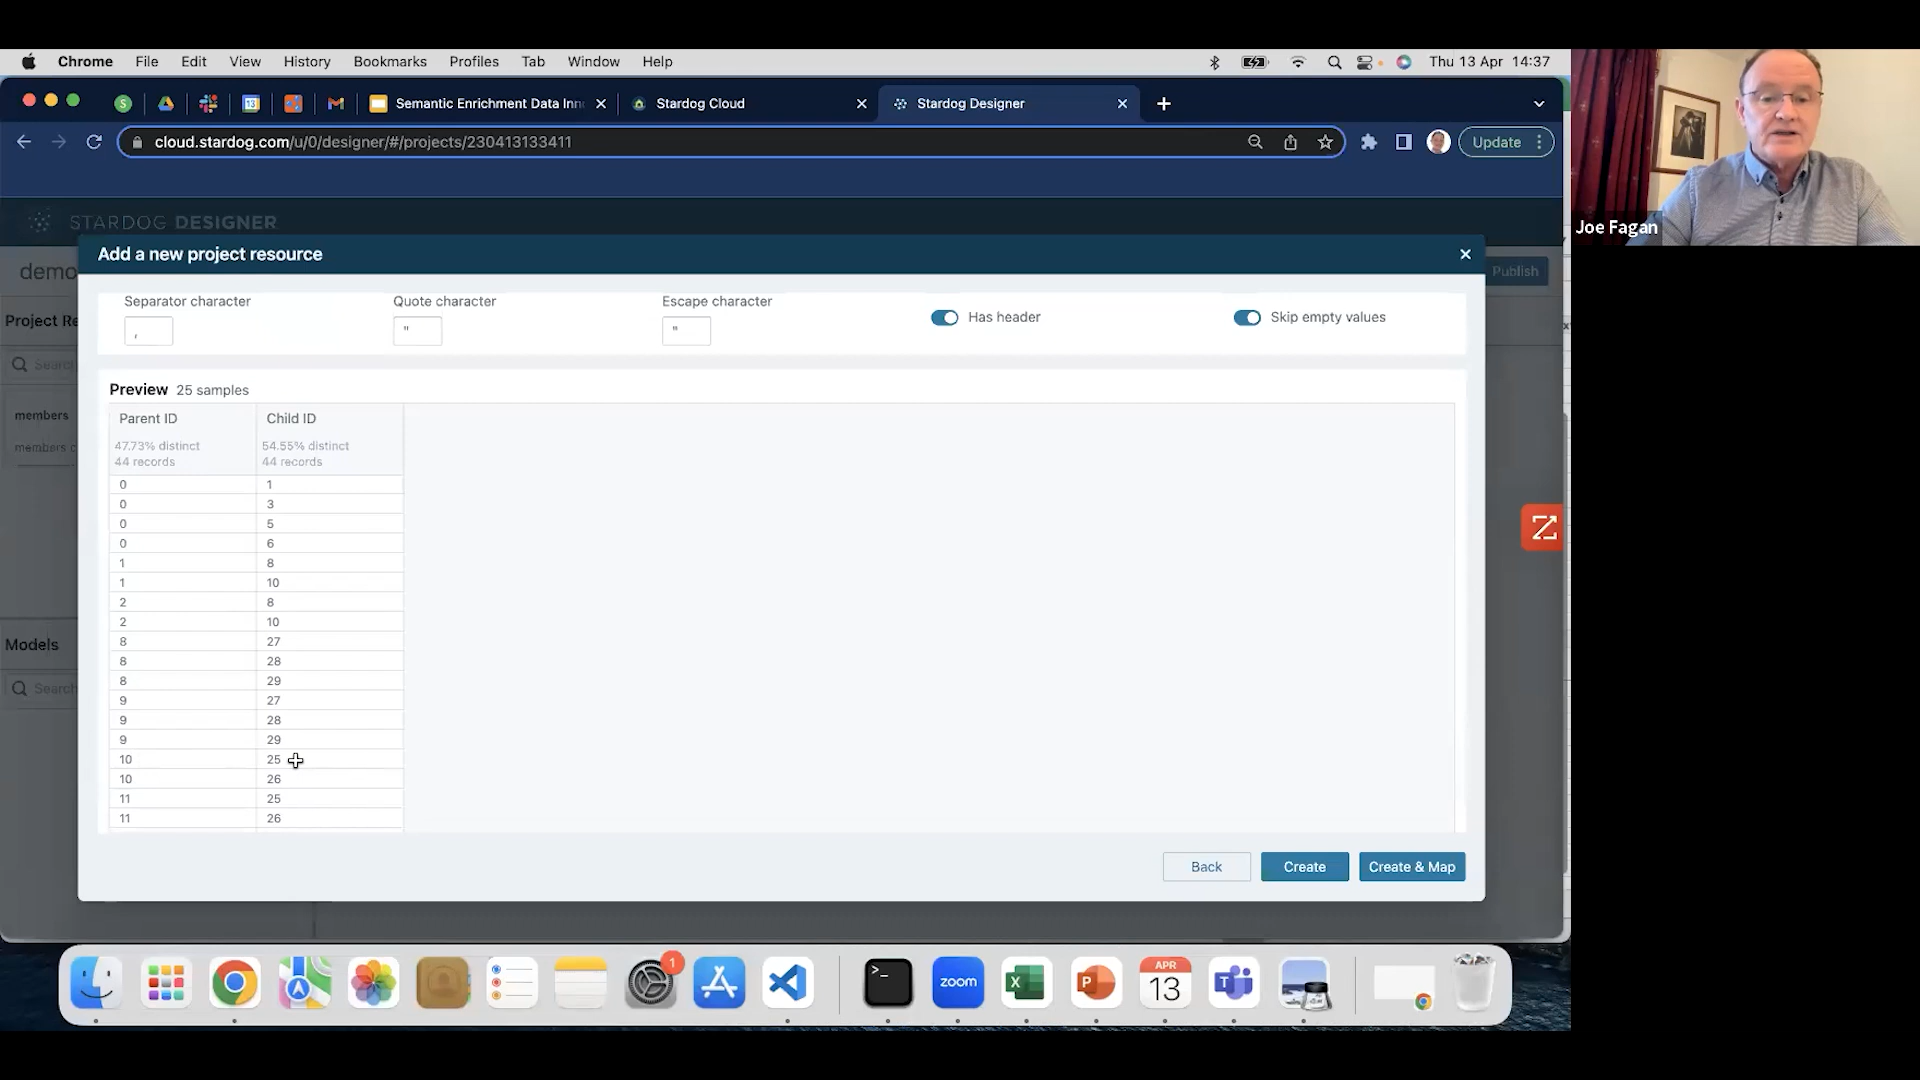 Chrome File Edit View History Bookmarks Profiles Tab Window Help Thu 13 Apr 14:37
S 13 Semantic Enrichment Data Inn Stardog Cloud Stardog Designer
cloud.stardog.com/u/0/designer/#/projects/230413133411 Update
STARDOG DESIGNER
Joe Fagan
demo Publish
Add a new project resource
Project Re
Search
members
members c
Models
Search
Separator character Quote character Escape character
Has header Skip empty values
, " "
Preview 25 samples
Parent ID Child ID
47.73% distinct 54.55% distinct
44 records 44 records
0 1
0 3
0 5
0 6
1 8
1 10
2 8
2 10
8 27
8 28
8 29
9 27
9 28
9 29
10 25
10 26
11 25
11 26
Back Create Create & Map
1
zoom
APR
13